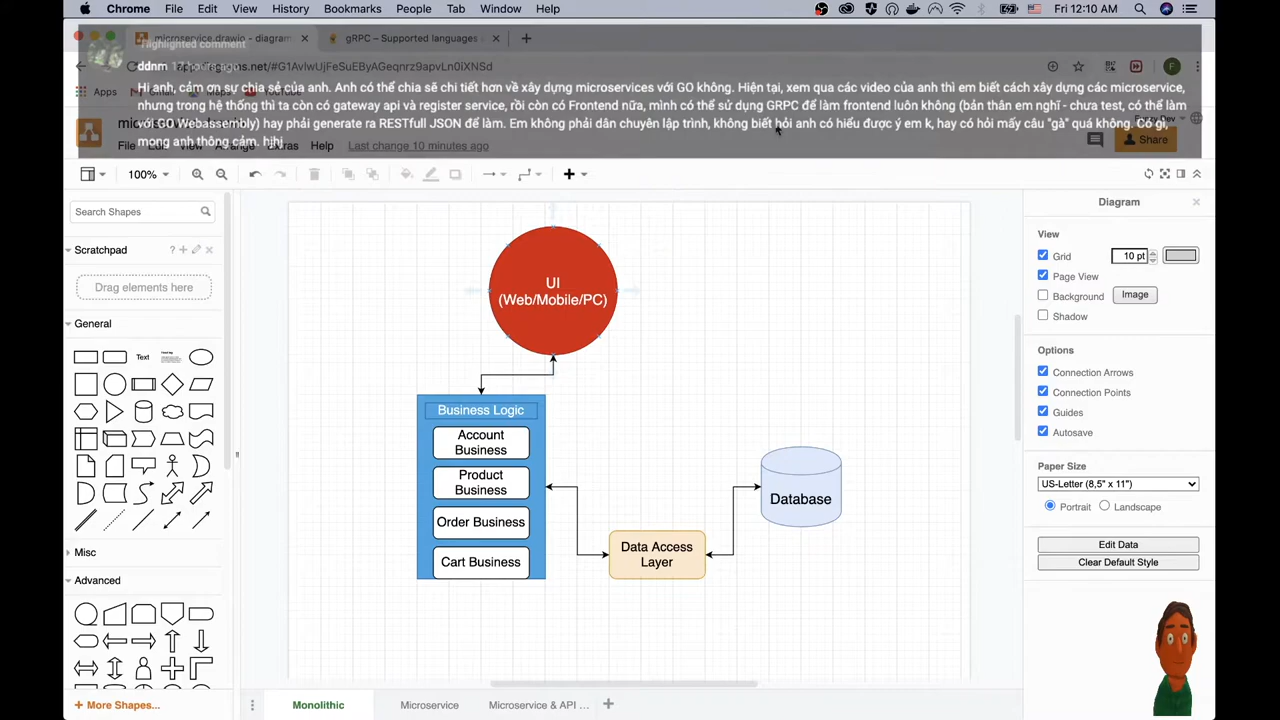 Chrome File Edit View History Bookmarks People Tab Window Help Fri 12:10 AM
microservice.drawio - diagram gRPC – Supported languages
Highlighted comment
ddnm
Hi anh, cảm ơn sự chia sẻ của anh. Anh có thể chia sẽ chi tiết hơn về xây dựng microservices với GO không. Hiện tại, xem qua các video của anh thì em biết cách xây dựng các microservice,
nhưng trong hệ thống thì ta còn có gateway api và register service, rồi còn có Frontend nữa, mình có thể sử dụng GRPC để làm frontend luôn không (bản thân em nghĩ - chưa test, có thể làm
với GO Web assembly) hay phải generate ra RESTfull JSON để làm. Em không phải dân chuyên lập trình, không biết hỏi anh có hiểu được ý em k, hay có hỏi mấy câu "gà" quá không. Có gì,
mong anh thông cảm. hihi
Apps
Share
File Extras Help Last change 10 minutes ago
100%
Search Shapes
Scratchpad
Drag elements here
General
Text
Misc
Advanced
+ More Shapes...
UI
(Web/Mobile/PC)
Business Logic
Account
Business
Product
Business
Order Business
Cart Business
Data Access
Layer
Database
Diagram
View
Grid 10 pt
Page View
Background Image
Shadow
Options
Connection Arrows
Connection Points
Guides
Autosave
Paper Size
US-Letter (8,5" x 11")
Portrait Landscape
Edit Data
Clear Default Style
Monolithic Microservice Microservice & API ...